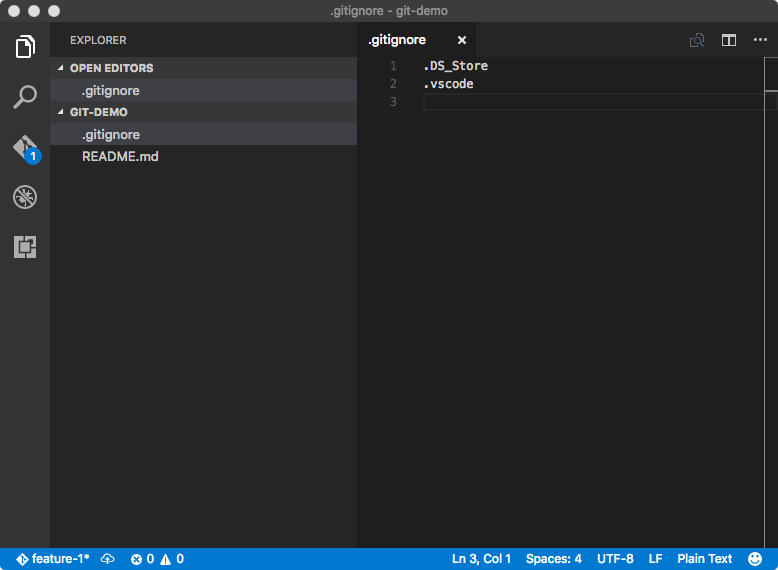 .gitignore - git-demo
EXPLORER
OPEN EDITORS
.gitignore
GIT-DEMO
.gitignore
README.md
1
.gitignore
1 .DS_Store
2 .vscode
3
feature-1* 0 0 Ln 3, Col 1 Spaces: 4 UTF-8 LF Plain Text